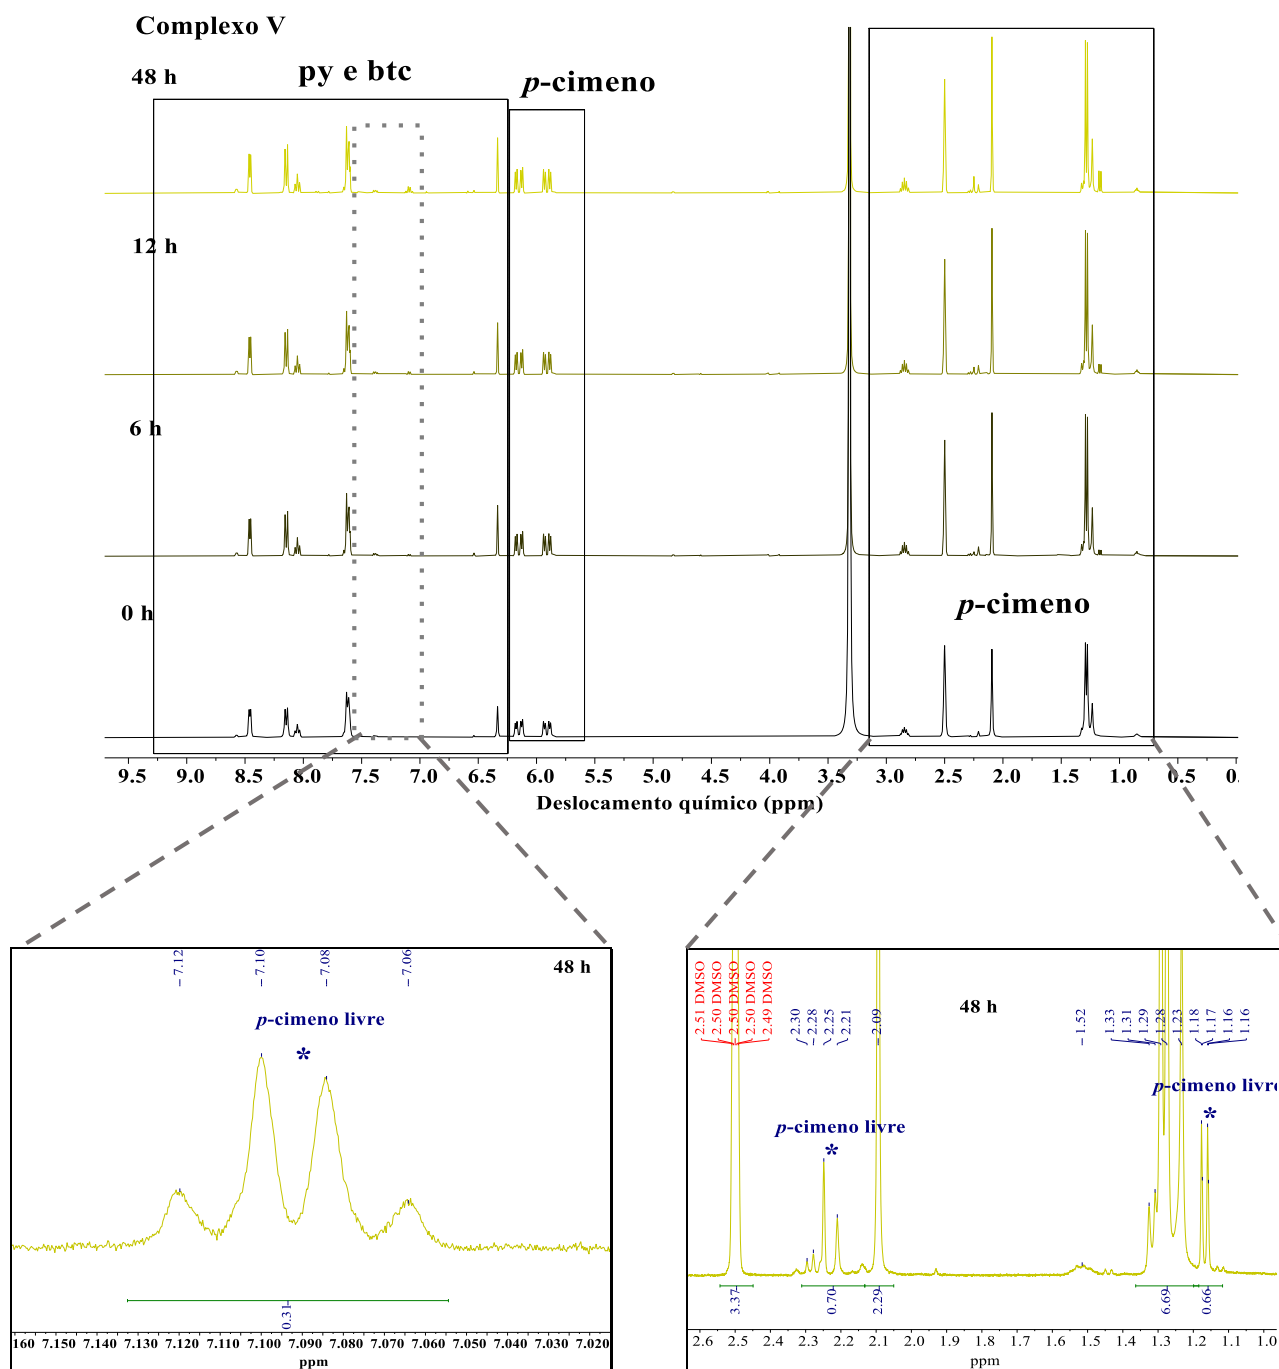 Complexo V
48 h
py e btc
p-cimeno
12 h
6 h
0 h
p-cimeno
9.5 9.0 8.5 8.0 7.5 7.0 6.5 6.0 5.5 5.0 4.5 4.0 3.5 3.0 2.5 2.0 1.5 1.0 0.5 0.
Deslocamento químico (ppm)
7.12 7.10 7.08 7.06
48 h
p-cimeno livre
*
0.31
160 7.150 7.140 7.130 7.120 7.110 7.100 7.090 7.080 7.070 7.060 7.050 7.040 7.030 7.020
ppm
2.51 DMSO
2.50 DMSO
2.50 DMSO
2.50 DMSO
2.49 DMSO
2.30 2.28 2.25 2.21 2.09 1.52 1.33 1.31 1.29 1.28 1.23 1.18 1.17 1.16 1.16
48 h
p-cimeno livre
*
p-cimeno livre
*
3.37 0.70 2.29 6.69 0.66
2.6 2.5 2.4 2.3 2.2 2.1 2.0 1.9 1.8 1.7 1.6 1.5 1.4 1.3 1.2 1.1 1.0
ppm